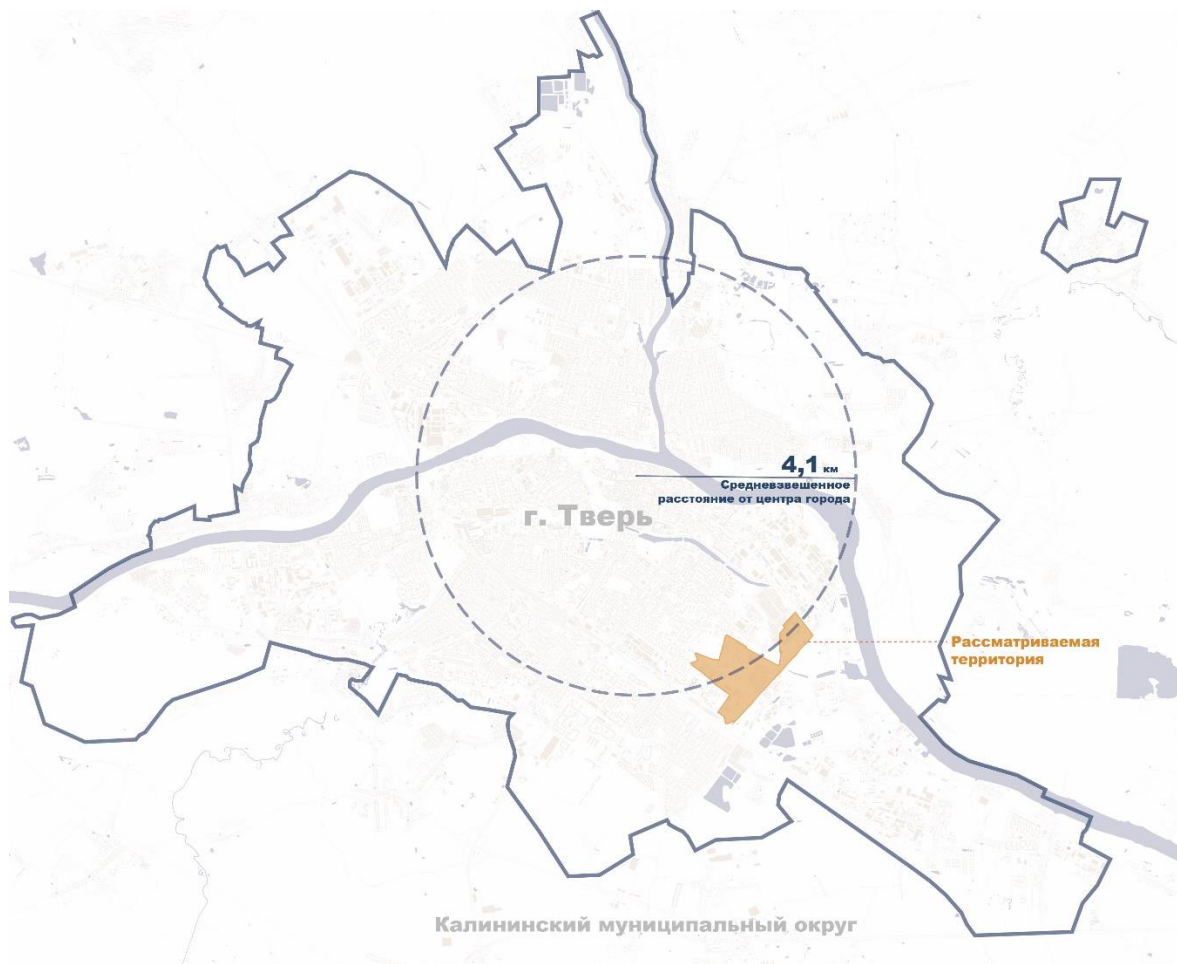 4,1 км
Средневзвешенное
расстояние от центра города
г. Тверь
Рассматриваемая
территория
Калининский муниципальный округ